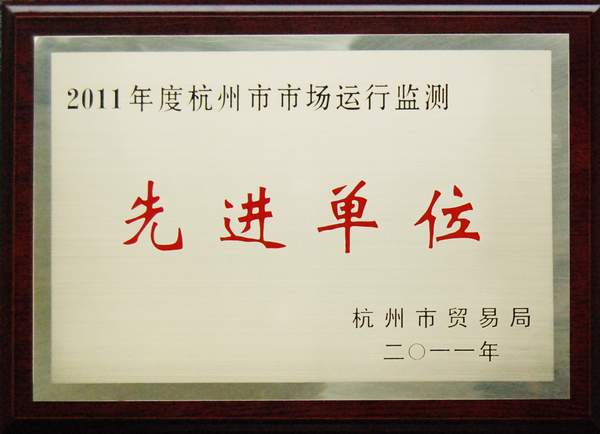 2011年度杭州市市场运行监测
先进单位
杭州市贸易局
二〇一一年